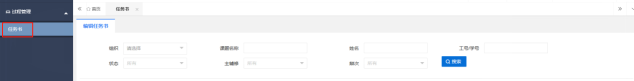 过程管理
首页 任务书
任务书
编辑任务书
组织 请选择 课题名称 姓名 工号/学号
状态 所有 主辅修 所有 期次 所有 搜索